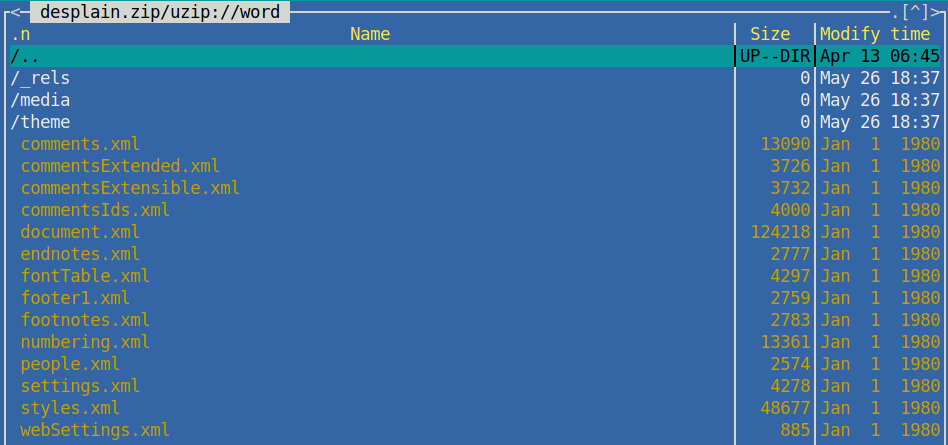 <- desplain.zip/uzip://word .[^]>
.n Name Size Modify time
/.. UP--DIR Apr 13 06:45
/_rels 0 May 26 18:37
/media 0 May 26 18:37
/theme 0 May 26 18:37
comments.xml 13090 Jan 1 1980
commentsExtended.xml 3726 Jan 1 1980
commentsExtensible.xml 3732 Jan 1 1980
commentsIds.xml 4000 Jan 1 1980
document.xml 124218 Jan 1 1980
endnotes.xml 2777 Jan 1 1980
fontTable.xml 4297 Jan 1 1980
footer1.xml 2759 Jan 1 1980
footnotes.xml 2783 Jan 1 1980
numbering.xml 13361 Jan 1 1980
people.xml 2574 Jan 1 1980
settings.xml 4278 Jan 1 1980
styles.xml 48677 Jan 1 1980
webSettings.xml 885 Jan 1 1980